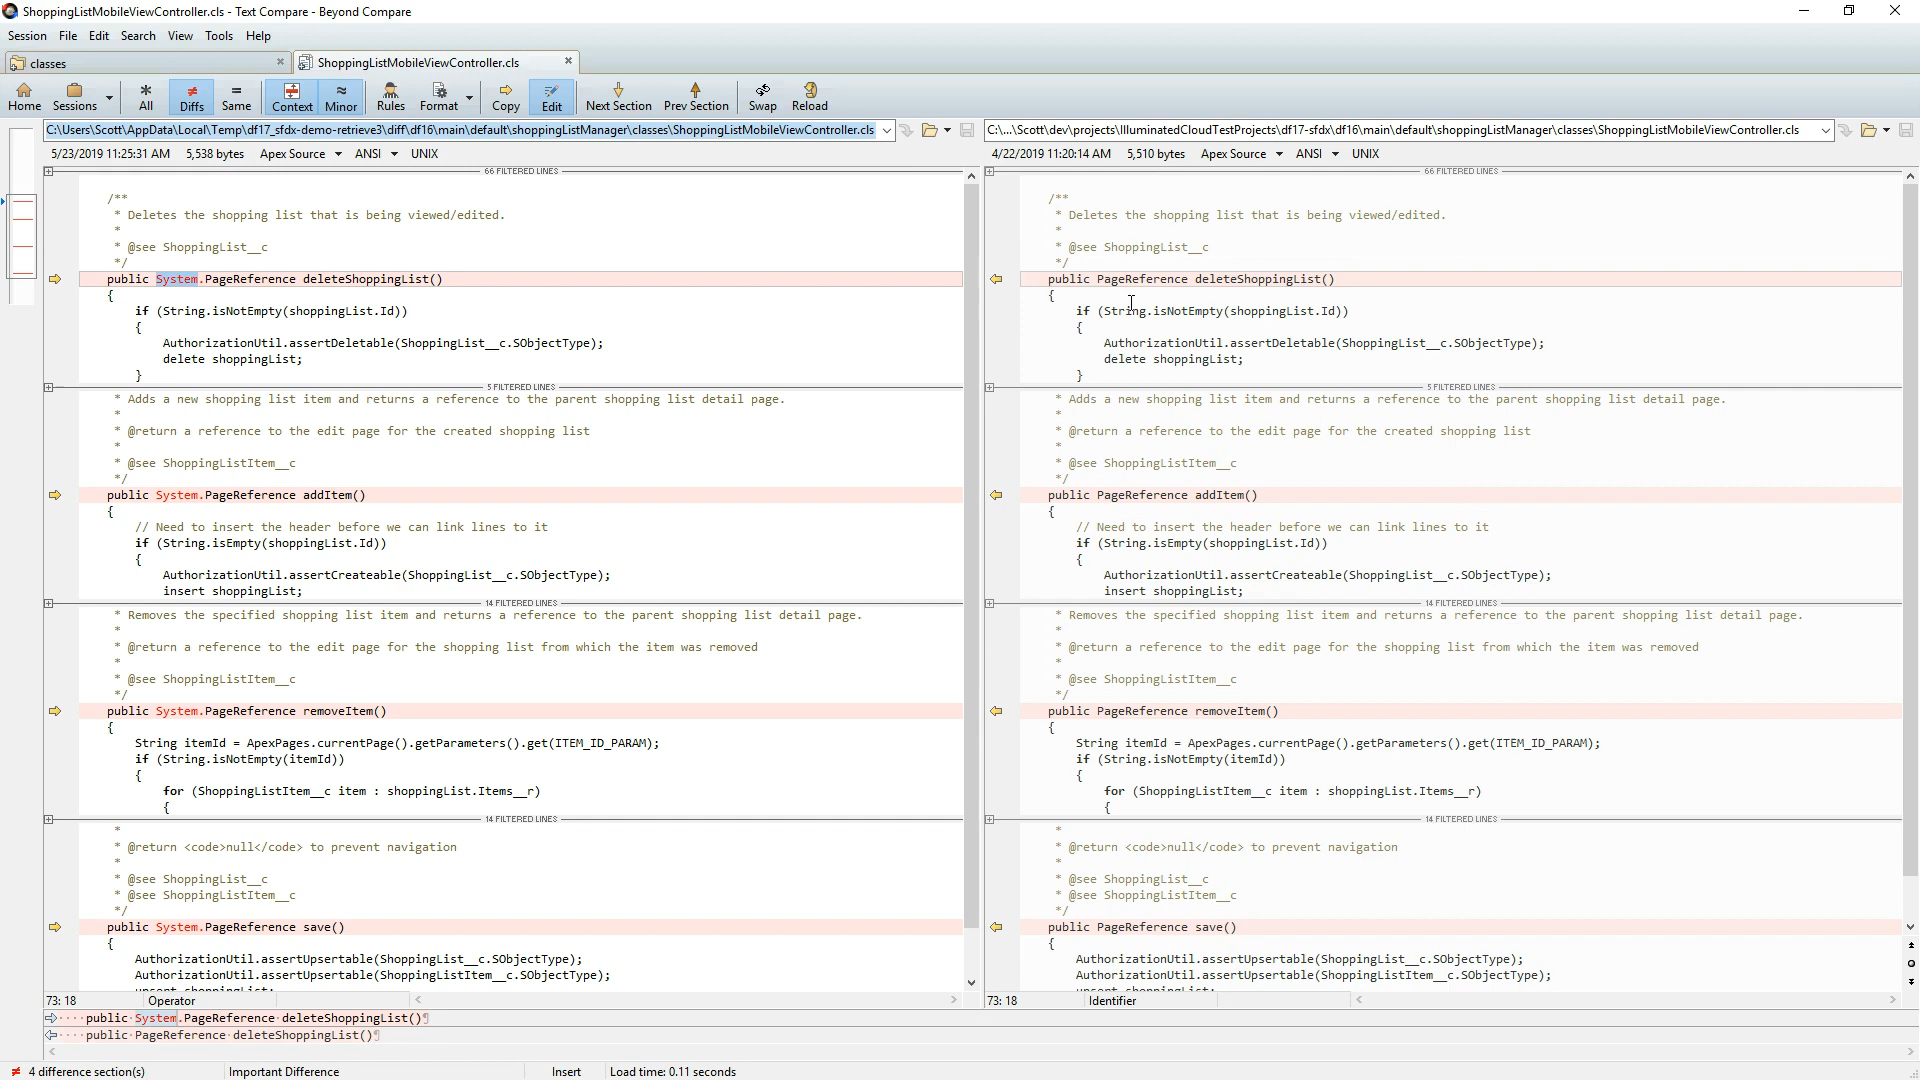 ShoppingListMobileViewController.cls - Text Compare - Beyond Compare
Session File Edit Search View Tools Help
classes
ShoppingListMobileViewController.cls
Home Sessions All Diffs Same Context Minor Rules Format Copy Edit Next Section Prev Section Swap Reload
C:\Users\Scott\AppData\Local\Temp\df17_sfdx-demo-retrieve3\diff\df16\main\default\shoppingListManager\classes\ShoppingListMobileViewController.cls
5/23/2019 11:25:31 AM 5,538 bytes Apex Source ANSI UNIX
66 FILTERED LINES
/**
* Deletes the shopping list that is being viewed/edited.
*
* @see ShoppingList__c
*/
public System.PageReference deleteShoppingList()
{
if (String.isNotEmpty(shoppingList.Id))
{
AuthorizationUtil.assertDeletable(ShoppingList__c.SObjectType);
delete shoppingList;
}
5 FILTERED LINES
* Adds a new shopping list item and returns a reference to the parent shopping list detail page.
*
* @return a reference to the edit page for the created shopping list
*
* @see ShoppingListItem__c
*/
public System.PageReference addItem()
{
// Need to insert the header before we can link lines to it
if (String.isEmpty(shoppingList.Id))
{
AuthorizationUtil.assertCreateable(ShoppingList__c.SObjectType);
insert shoppingList;
14 FILTERED LINES
* Removes the specified shopping list item and returns a reference to the parent shopping list detail page.
*
* @return a reference to the edit page for the shopping list from which the item was removed
*
* @see ShoppingListItem__c
*/
public System.PageReference removeItem()
{
String itemId = ApexPages.currentPage().getParameters().get(ITEM_ID_PARAM);
if (String.isNotEmpty(itemId))
{
for (ShoppingListItem__c item : shoppingList.Items__r)
{
14 FILTERED LINES
*
* @return <code>null</code> to prevent navigation
*
* @see ShoppingList__c
* @see ShoppingListItem__c
*/
public System.PageReference save()
{
AuthorizationUtil.assertUpsertable(ShoppingList__c.SObjectType);
AuthorizationUtil.assertUpsertable(ShoppingListItem__c.SObjectType);
upsert shoppingList;
73: 18 Operator
C:\...\Scott\dev\projects\IlluminatedCloudTestProjects\df17-sfdx\df16\main\default\shoppingListManager\classes\ShoppingListMobileViewController.cls
4/22/2019 11:20:14 AM 5,510 bytes Apex Source ANSI UNIX
66 FILTERED LINES
/**
* Deletes the shopping list that is being viewed/edited.
*
* @see ShoppingList__c
*/
public PageReference deleteShoppingList()
{
if (String.isNotEmpty(shoppingList.Id))
{
AuthorizationUtil.assertDeletable(ShoppingList__c.SObjectType);
delete shoppingList;
}
5 FILTERED LINES
* Adds a new shopping list item and returns a reference to the parent shopping list detail page.
*
* @return a reference to the edit page for the created shopping list
*
* @see ShoppingListItem__c
*/
public PageReference addItem()
{
// Need to insert the header before we can link lines to it
if (String.isEmpty(shoppingList.Id))
{
AuthorizationUtil.assertCreateable(ShoppingList__c.SObjectType);
insert shoppingList;
14 FILTERED LINES
* Removes the specified shopping list item and returns a reference to the parent shopping list detail page.
*
* @return a reference to the edit page for the shopping list from which the item was removed
*
* @see ShoppingListItem__c
*/
public PageReference removeItem()
{
String itemId = ApexPages.currentPage().getParameters().get(ITEM_ID_PARAM);
if (String.isNotEmpty(itemId))
{
for (ShoppingListItem__c item : shoppingList.Items__r)
{
14 FILTERED LINES
*
* @return <code>null</code> to prevent navigation
*
* @see ShoppingList__c
* @see ShoppingListItem__c
*/
public PageReference save()
{
AuthorizationUtil.assertUpsertable(ShoppingList__c.SObjectType);
AuthorizationUtil.assertUpsertable(ShoppingListItem__c.SObjectType);
upsert shoppingList;
73: 18 Identifier
····public·System.PageReference·deleteShoppingList()¶
····public·PageReference·deleteShoppingList()¶
4 difference section(s) Important Difference Insert Load time: 0.11 seconds